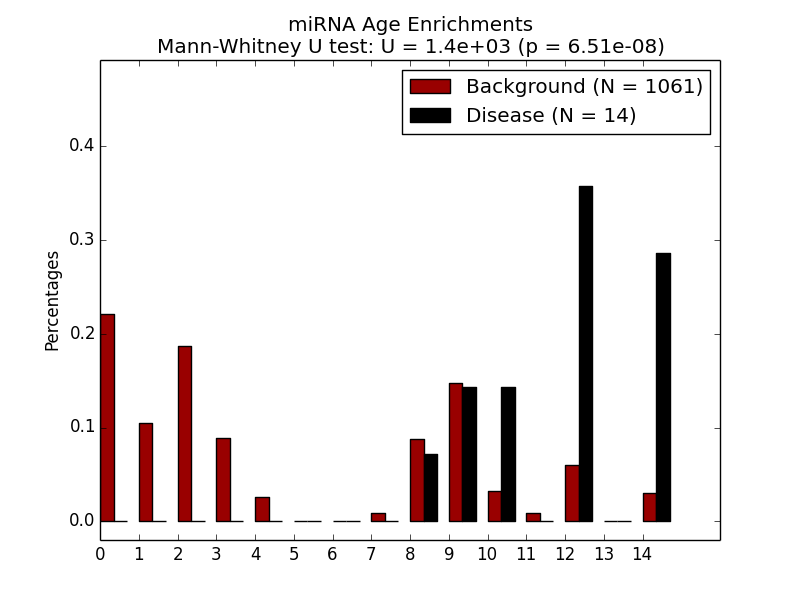 miRNA Age Enrichments
Mann-Whitney U test: U = 1.4e+03 (p = 6.51e-08)
Background (N = 1061)
Disease (N = 14)
Percentages
0.4
0.3
0.2
0.1
0.0
0 1 2 3 4 5 6 7 8 9 10 11 12 13 14